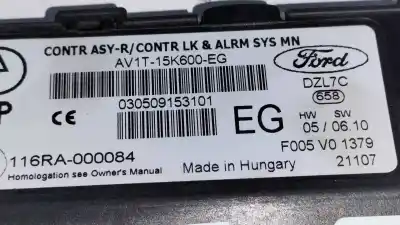 CONTR ASY-R/CONTR LK & ALRM SYS MN
AV1T-15K600-EG
Ford
DZL7C
658
030509153101
P
CE
EG
HW SW
05 / 06.10
F005 V0 1379
21107
116RA-000084
Made in Hungary
Homologation see Owner's Manual